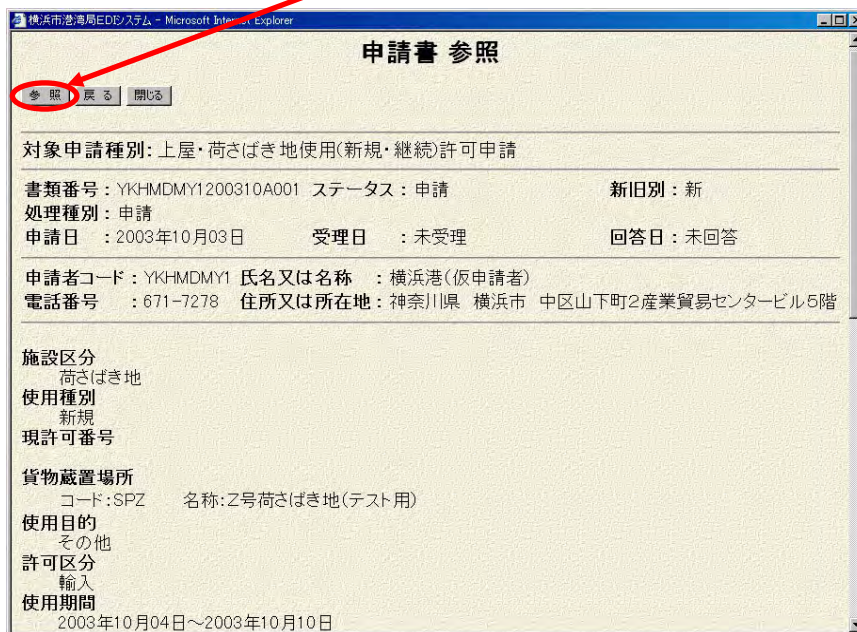 横浜市港湾局EDIシステム - Microsoft Internet Explorer
申請書 参照
参 照 戻 る 閉じる
対象申請種別: 上屋・荷さばき地使用(新規・継続)許可申請
書類番号 : YKHMDMY1200310A001 ステータス : 申請 新旧別 : 新
処理種別 : 申請
申請日 : 2003年10月03日 受理日 : 未受理 回答日 : 未回答
申請者コード : YKHMDMY1 氏名又は名称 : 横浜港(仮申請者)
電話番号 : 671-7278 住所又は所在地 : 神奈川県 横浜市 中区山下町2産業貿易センタービル5階
施設区分
荷さばき地
使用種別
新規
現許可番号
貨物蔵置場所
コード:SPZ 名称:Z号荷さばき地(テスト用)
使用目的
その他
許可区分
輸入
使用期間
2003年10月04日～2003年10月10日